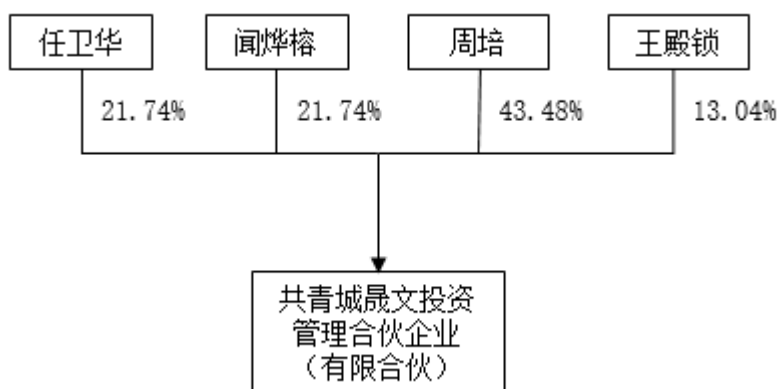 任卫华
闻烨榕
周培
王殿锁
21.74%
21.74%
43.48%
13.04%
共青城晟文投资
管理合伙企业
（有限合伙）